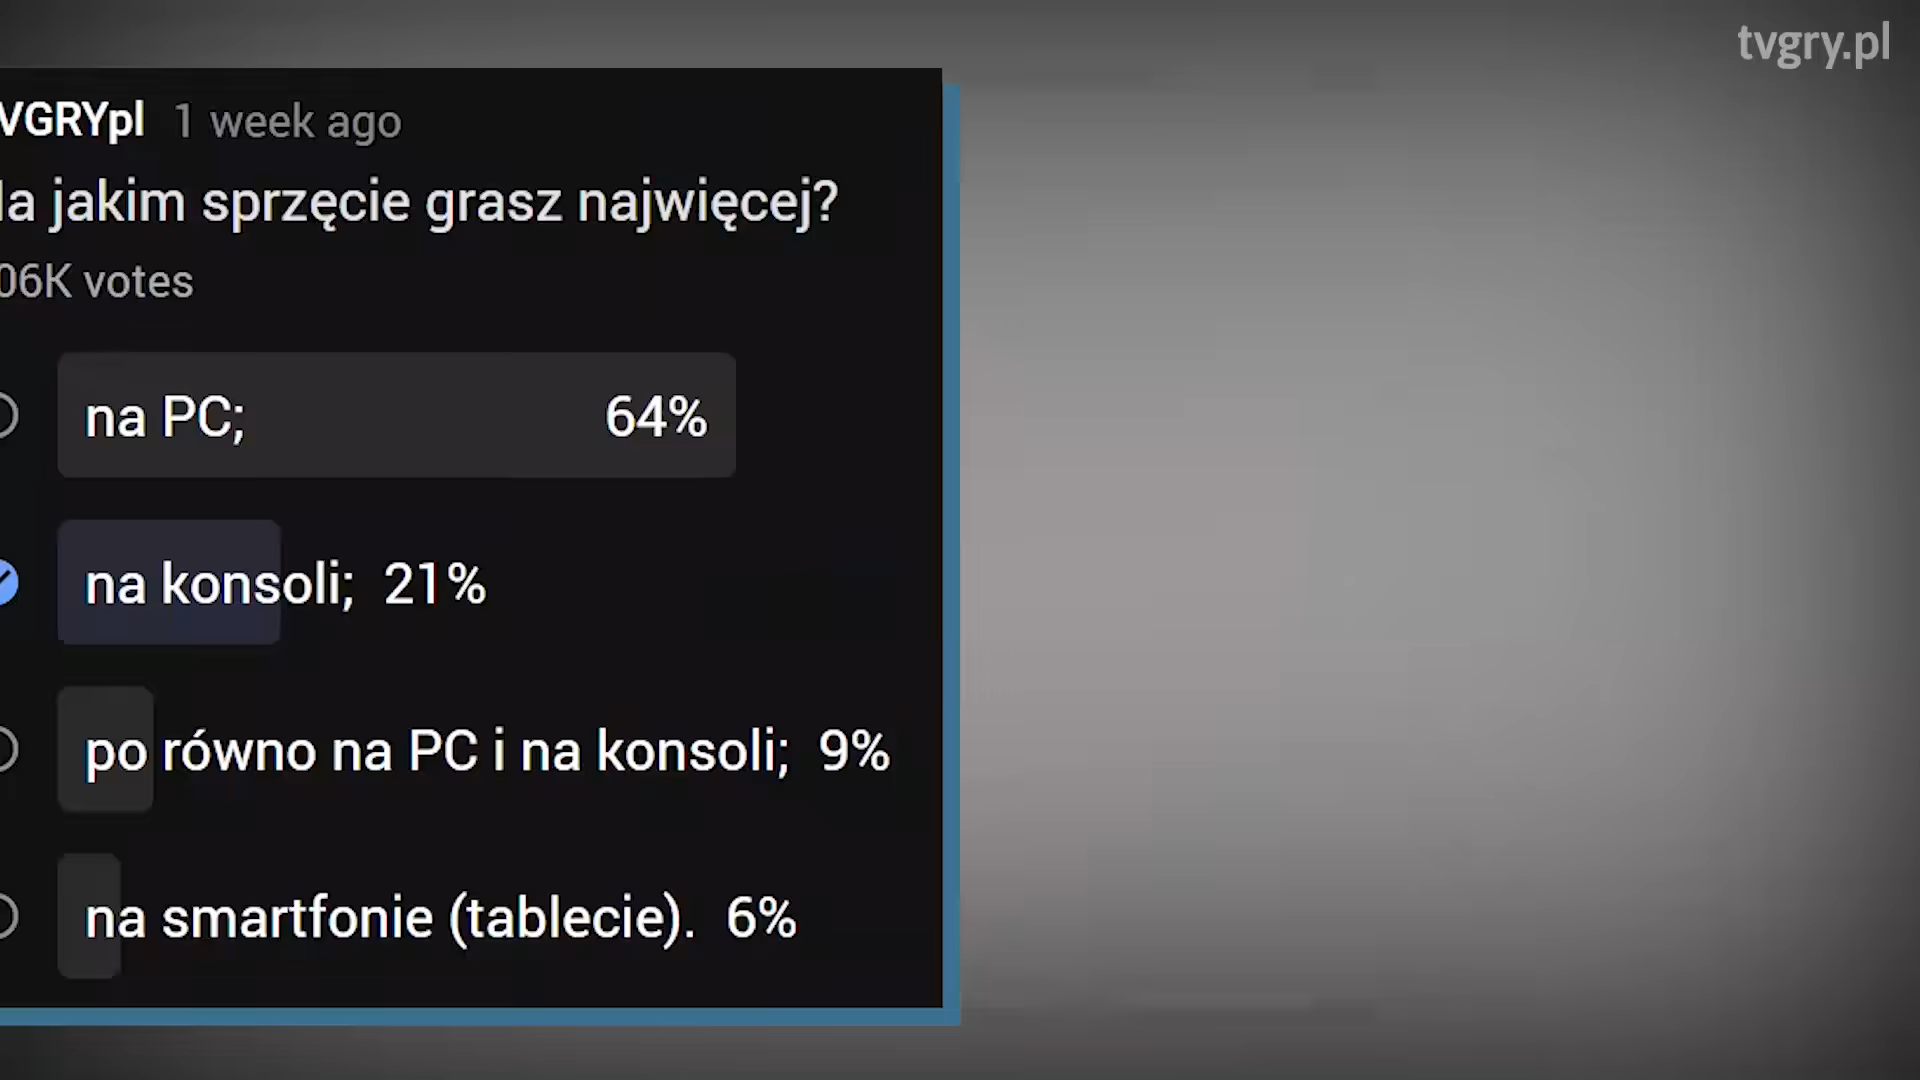 tvgry.pl
VGRYpl 1 week ago
a jakim sprzęcie grasz najwięcej?
06K votes
na PC; 64%
na konsoli; 21%
po równo na PC i na konsoli; 9%
na smartfonie (tablecie). 6%